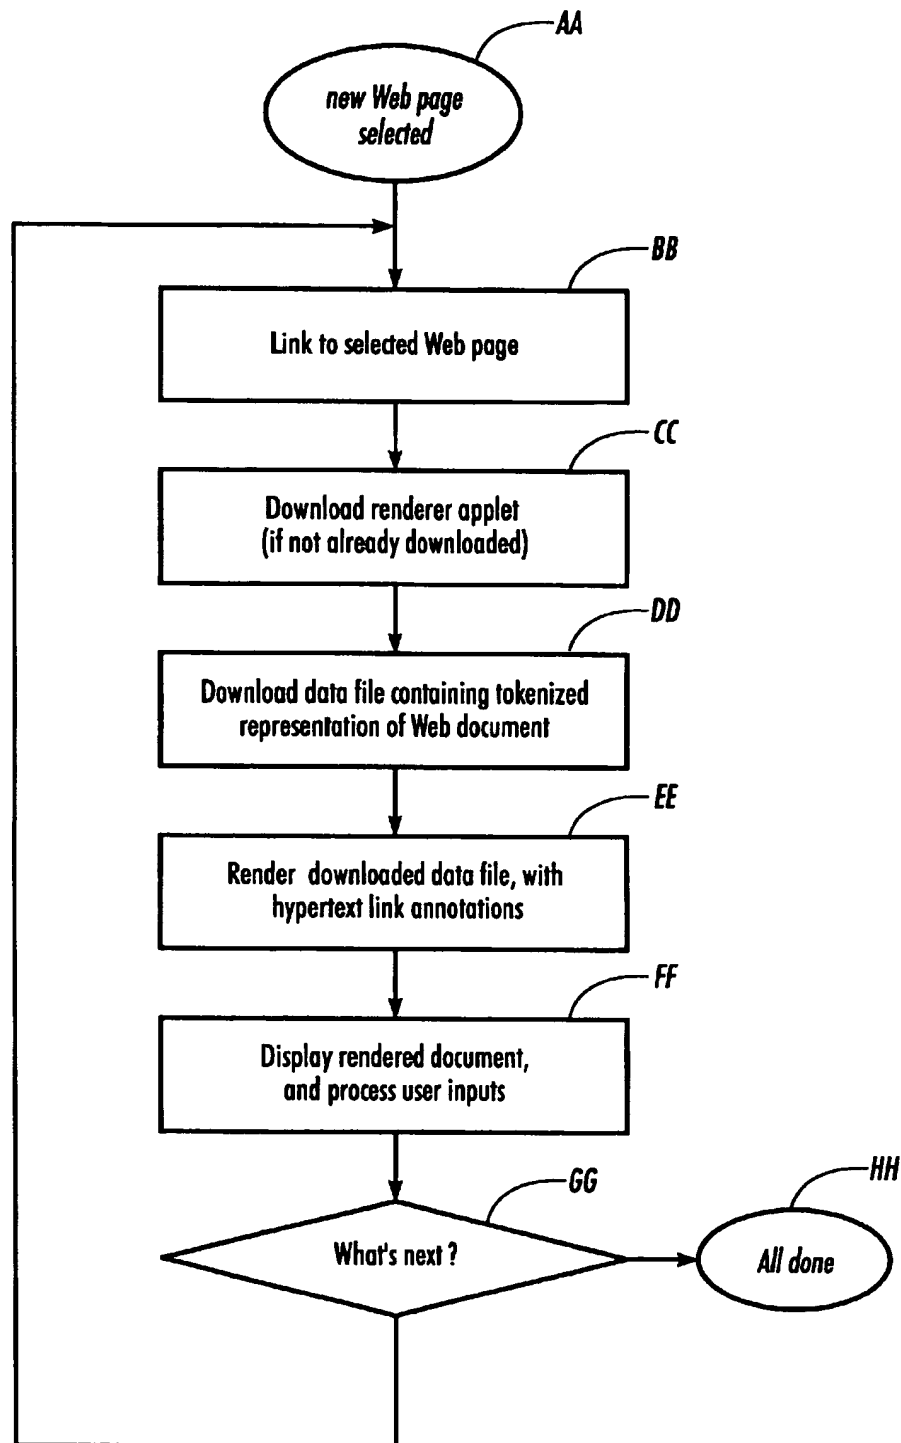 AA
new Web page
selected
BB
Link to selected Web page
CC
Download renderer applet
(if not already downloaded)
DD
Download data file containing tokenized
representation of Web document
EE
Render downloaded data file, with
hypertext link annotations
FF
Display rendered document,
and process user inputs
GG
What's next ?
HH
All done